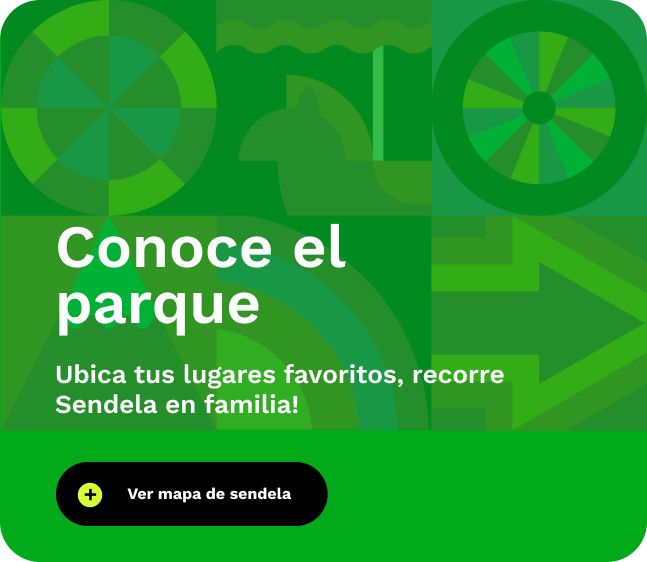 Conoce el
parque
Ubica tus lugares favoritos, recorre
Sendela en familia!
Ver mapa de sendela